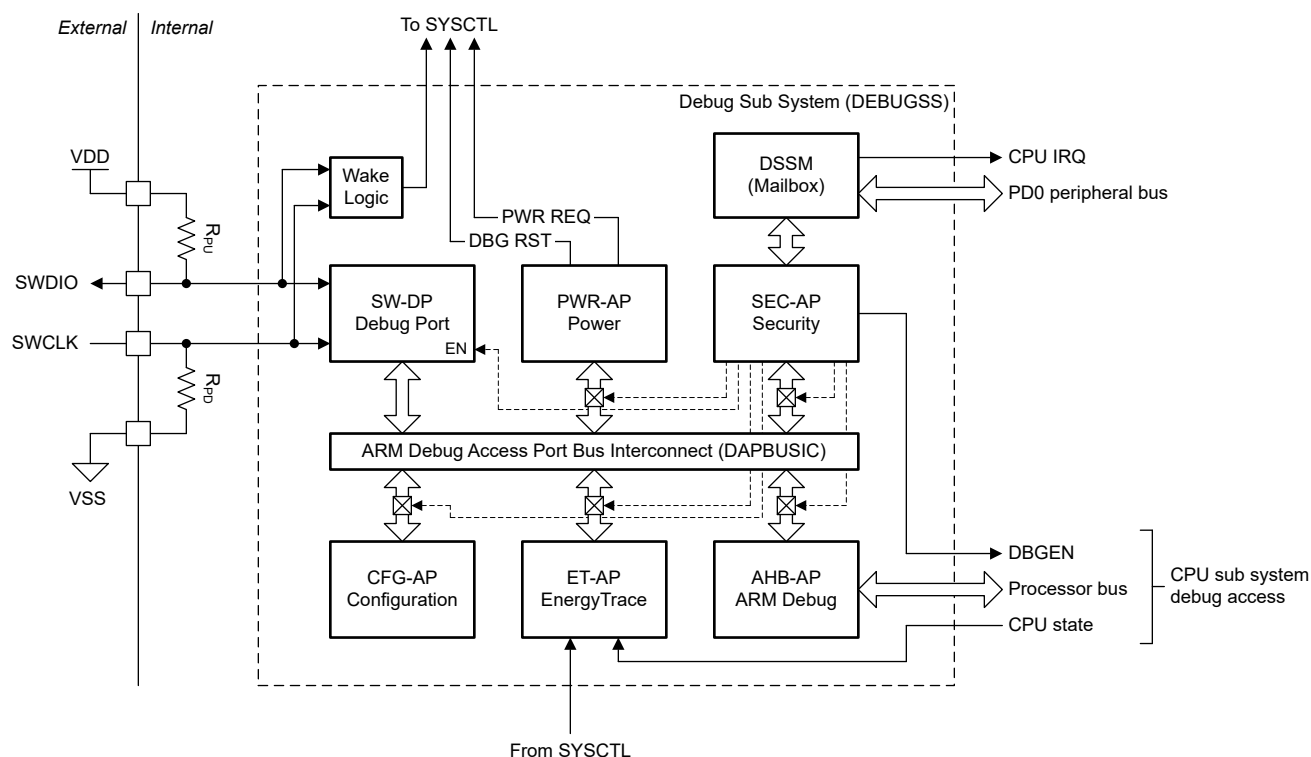 External
Internal
To SYSCTL
Debug Sub System (DEBUGSS)
VDD
Wake
Logic
DSSM
(Mailbox)
CPU IRQ
PD0 peripheral bus
RPU
PWR REQ
DBG RST
SWDIO
SW-DP
Debug Port
EN
PWR-AP
Power
SEC-AP
Security
SWCLK
RPD
ARM Debug Access Port Bus Interconnect (DAPBUSIC)
VSS
CFG-AP
Configuration
ET-AP
EnergyTrace
AHB-AP
ARM Debug
DBGEN
Processor bus
CPU state
CPU sub system
debug access
From SYSCTL